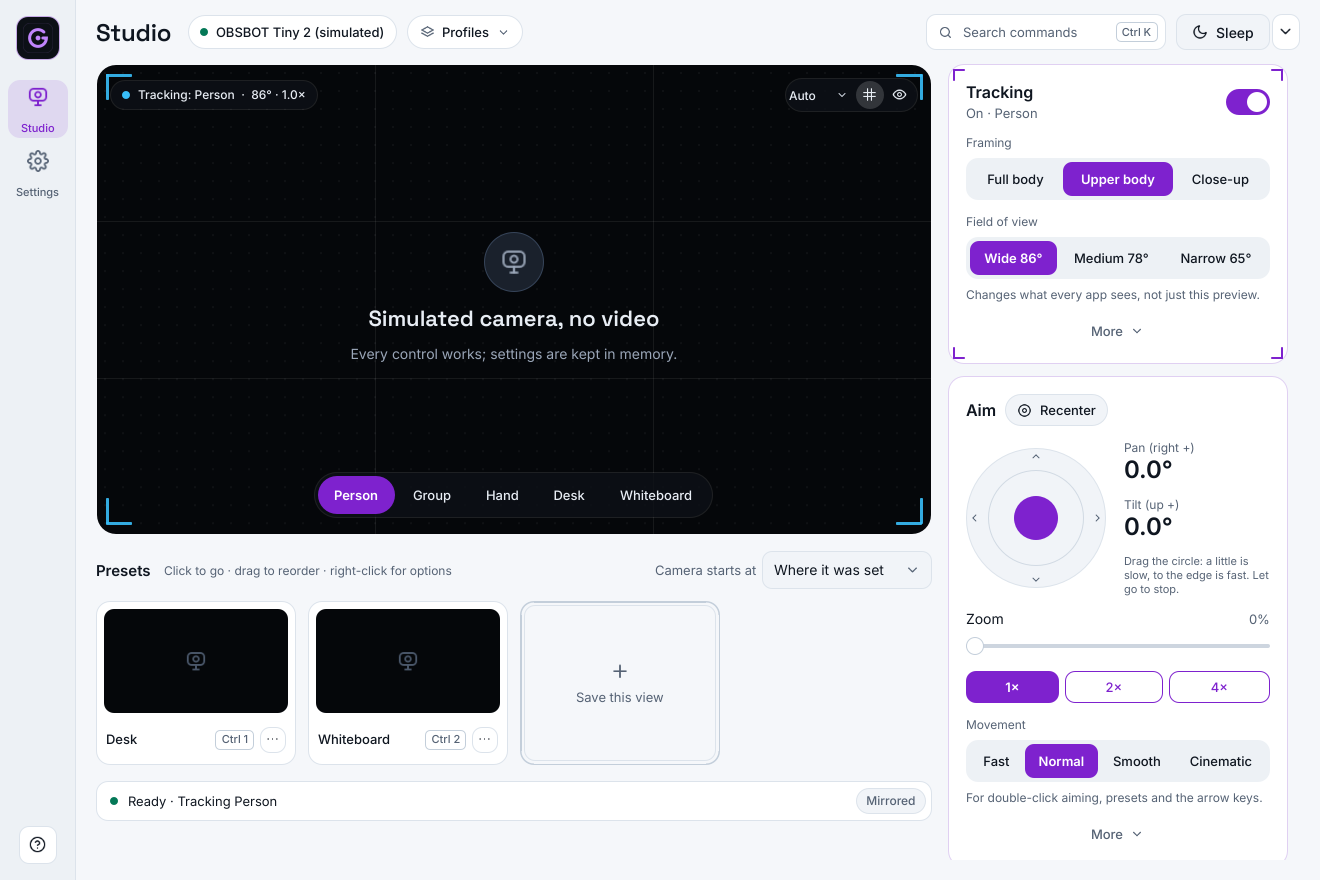 Studio
OBSBOT Tiny 2 (simulated)
Profiles
Search commands
Ctrl K
Sleep
Studio
Settings
Tracking: Person · 86° · 1.0×
Auto
Simulated camera, no video
Every control works; settings are kept in memory.
Person
Group
Hand
Desk
Whiteboard
Presets
Click to go · drag to reorder · right-click for options
Camera starts at
Where it was set
Desk
Ctrl 1
Whiteboard
Ctrl 2
+
Save this view
Ready · Tracking Person
Mirrored
Tracking
On · Person
Framing
Full body
Upper body
Close-up
Field of view
Wide 86°
Medium 78°
Narrow 65°
Changes what every app sees, not just this preview.
More
Aim
Recenter
Pan (right +)
0.0°
Tilt (up +)
0.0°
Drag the circle: a little is
slow, to the edge is fast. Let
go to stop.
Zoom
0%
1×
2×
4×
Movement
Fast
Normal
Smooth
Cinematic
For double-click aiming, presets and the arrow keys.
More